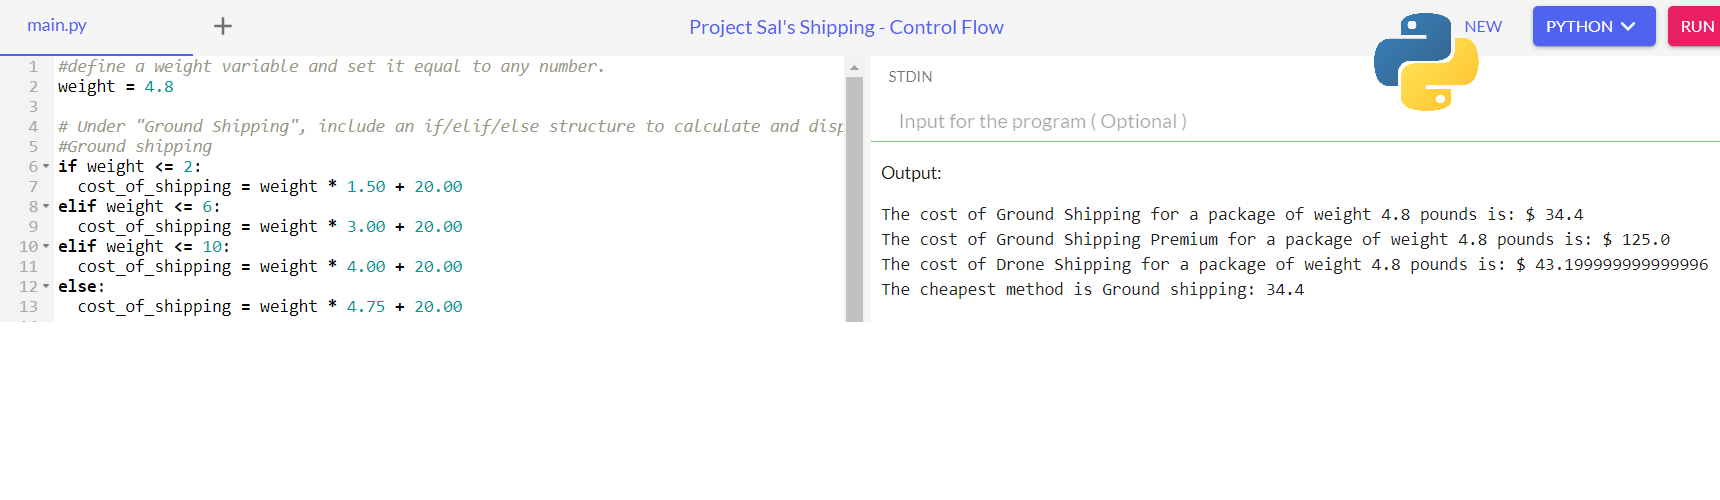 main.py
+
Project Sal's Shipping - Control Flow
NEW
PYTHON
RUN
1 #define a weight variable and set it equal to any number.
2 weight = 4.8
3
4 # Under "Ground Shipping", include an if/elif/else structure to calculate and disp
5 #Ground shipping
6 if weight <= 2:
7 cost_of_shipping = weight * 1.50 + 20.00
8 elif weight <= 6:
9 cost_of_shipping = weight * 3.00 + 20.00
10 elif weight <= 10:
11 cost_of_shipping = weight * 4.00 + 20.00
12 else:
13 cost_of_shipping = weight * 4.75 + 20.00
STDIN
Input for the program ( Optional )
Output:
The cost of Ground Shipping for a package of weight 4.8 pounds is: $ 34.4
The cost of Ground Shipping Premium for a package of weight 4.8 pounds is: $ 125.0
The cost of Drone Shipping for a package of weight 4.8 pounds is: $ 43.199999999999996
The cheapest method is Ground shipping: 34.4